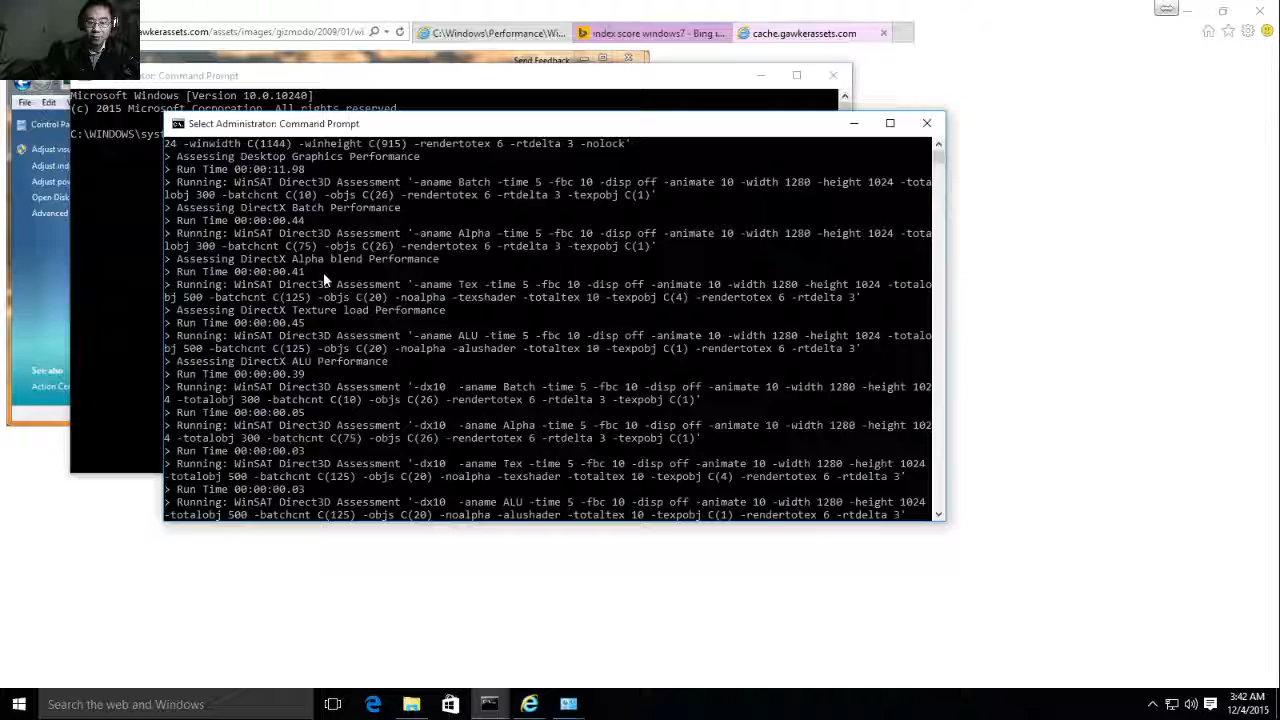 gawkerassets.com/assets/images/gizmodo/2009/01/wi
C:\Windows\Performance\Wi...
index score windows7 - Bing i...
cache.gawkerassets.com
Send Feedback
tor: Command Prompt
Microsoft Windows [Version 10.0.10240]
(c) 2015 Microsoft Corporation. All rights reserved.
C:\WINDOWS\sys
File Edit
Control Pa
Adjust visu
Adjust ind
Adjust pow
Open Disk
Advanced
See also
Action Cen
Select Administrator: Command Prompt
24 -winwidth C(1144) -winheight C(915) -rendertotex 6 -rtdelta 3 -nolock'
> Assessing Desktop Graphics Performance
> Run Time 00:00:11.98
> Running: WinSAT Direct3D Assessment '-aname Batch -time 5 -fbc 10 -disp off -animate 10 -width 1280 -height 1024 -tota
lobj 300 -batchcnt C(10) -objs C(26) -rendertotex 6 -rtdelta 3 -texpobj C(1)'
> Assessing DirectX Batch Performance
> Run Time 00:00:00.44
> Running: WinSAT Direct3D Assessment '-aname Alpha -time 5 -fbc 10 -disp off -animate 10 -width 1280 -height 1024 -tota
lobj 300 -batchcnt C(75) -objs C(26) -rendertotex 6 -rtdelta 3 -texpobj C(1)'
> Assessing DirectX Alpha blend Performance
> Run Time 00:00:00.41
> Running: WinSAT Direct3D Assessment '-aname Tex -time 5 -fbc 10 -disp off -animate 10 -width 1280 -height 1024 -totalo
bj 500 -batchcnt C(125) -objs C(20) -noalpha -texshader -totaltex 10 -texpobj C(4) -rendertotex 6 -rtdelta 3'
> Assessing DirectX Texture load Performance
> Run Time 00:00:00.45
> Running: WinSAT Direct3D Assessment '-aname ALU -time 5 -fbc 10 -disp off -animate 10 -width 1280 -height 1024 -totalo
bj 500 -batchcnt C(125) -objs C(20) -noalpha -alushader -totaltex 10 -texpobj C(1) -rendertotex 6 -rtdelta 3'
> Assessing DirectX ALU Performance
> Run Time 00:00:00.39
> Running: WinSAT Direct3D Assessment '-dx10  -aname Batch -time 5 -fbc 10 -disp off -animate 10 -width 1280 -height 102
4 -totalobj 300 -batchcnt C(10) -objs C(26) -rendertotex 6 -rtdelta 3 -texpobj C(1)'
> Run Time 00:00:00.05
> Running: WinSAT Direct3D Assessment '-dx10  -aname Alpha -time 5 -fbc 10 -disp off -animate 10 -width 1280 -height 102
4 -totalobj 300 -batchcnt C(75) -objs C(26) -rendertotex 6 -rtdelta 3 -texpobj C(1)'
> Run Time 00:00:00.03
> Running: WinSAT Direct3D Assessment '-dx10  -aname Tex -time 5 -fbc 10 -disp off -animate 10 -width 1280 -height 1024
-totalobj 500 -batchcnt C(125) -objs C(20) -noalpha -texshader -totaltex 10 -texpobj C(4) -rendertotex 6 -rtdelta 3'
> Run Time 00:00:00.03
> Running: WinSAT Direct3D Assessment '-dx10  -aname ALU -time 5 -fbc 10 -disp off -animate 10 -width 1280 -height 1024
-totalobj 500 -batchcnt C(125) -objs C(20) -noalpha -alushader -totaltex 10 -texpobj C(1) -rendertotex 6 -rtdelta 3'
Search the web and Windows
3:42 AM
12/4/2015